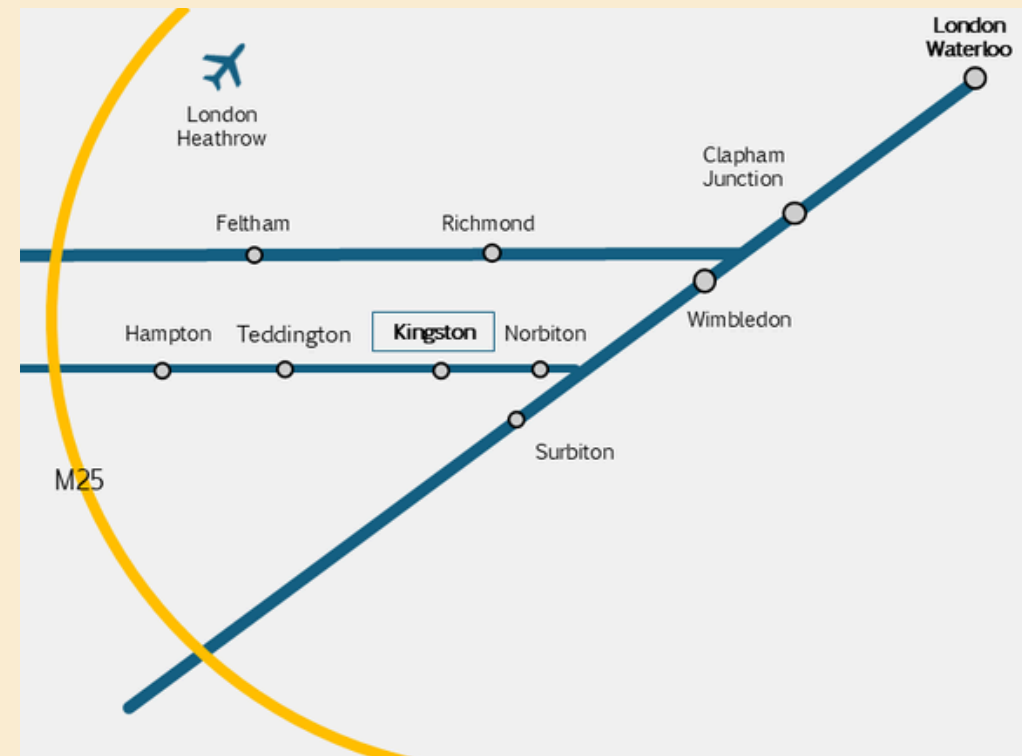 London
Waterloo
London
Heathrow
Clapham
Junction
Feltham
Richmond
Wimbledon
Hampton
Teddington
Kingston
Norbiton
Surbiton
M25